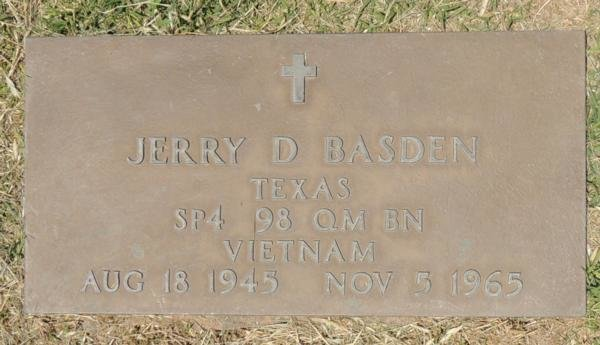 JERRY D BASDEN
TEXAS
SP4 98 QM BN
VIETNAM
AUG 18 1945 NOV 5 1965